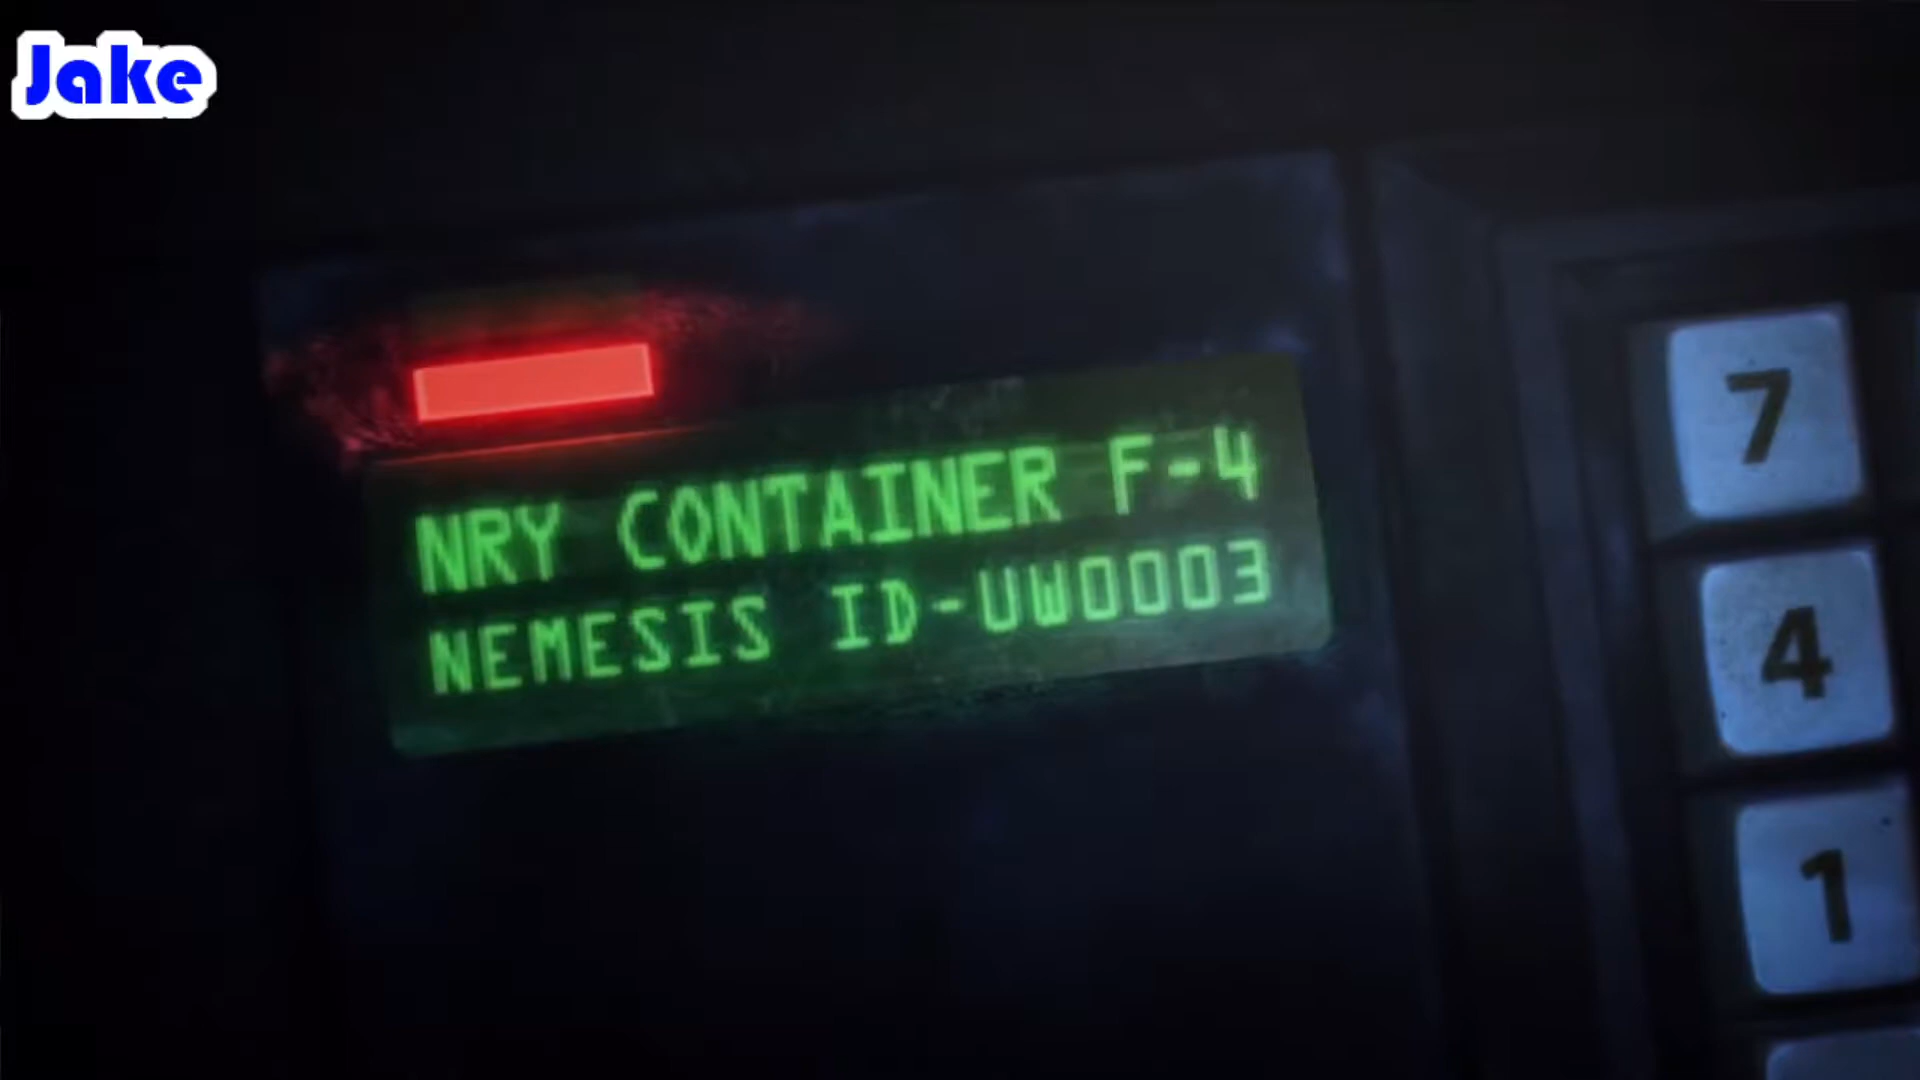 Jake
NRY CONTAINER F-4
NEMESIS ID-UW0003
7
4
1